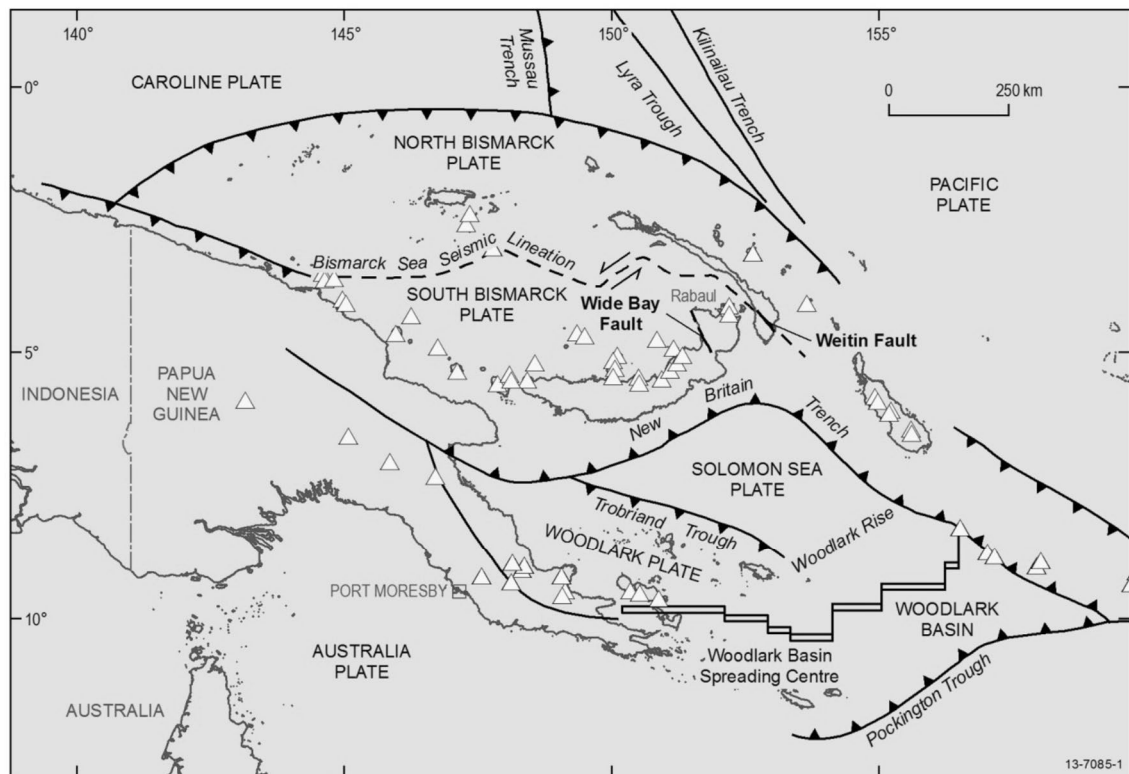 140°
145°
150°
155°
0°
5°
10°
CAROLINE PLATE
Mussau
Trench
Lyra Trough
Kilinailau Trench
0
250 km
NORTH BISMARCK
PLATE
PACIFIC
PLATE
Bismarck Sea Seismic Lineation
SOUTH BISMARCK
PLATE
Rabaul
Wide Bay
Fault
Weitin Fault
INDONESIA
PAPUA
NEW
GUINEA
New Britain Trench
SOLOMON SEA
PLATE
Trobriand Trough
WOODLARK PLATE
Woodlark Rise
PORT MORESBY
WOODLARK
BASIN
AUSTRALIA
PLATE
Woodlark Basin
Spreading Centre
Pockington Trough
AUSTRALIA
13-7085-1